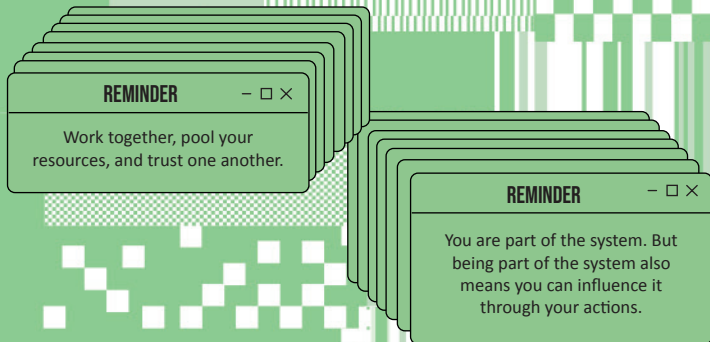 REMINDER
Work together, pool your
resources, and trust one another.
REMINDER
You are part of the system. But
being part of the system also
means you can influence it
through your actions.